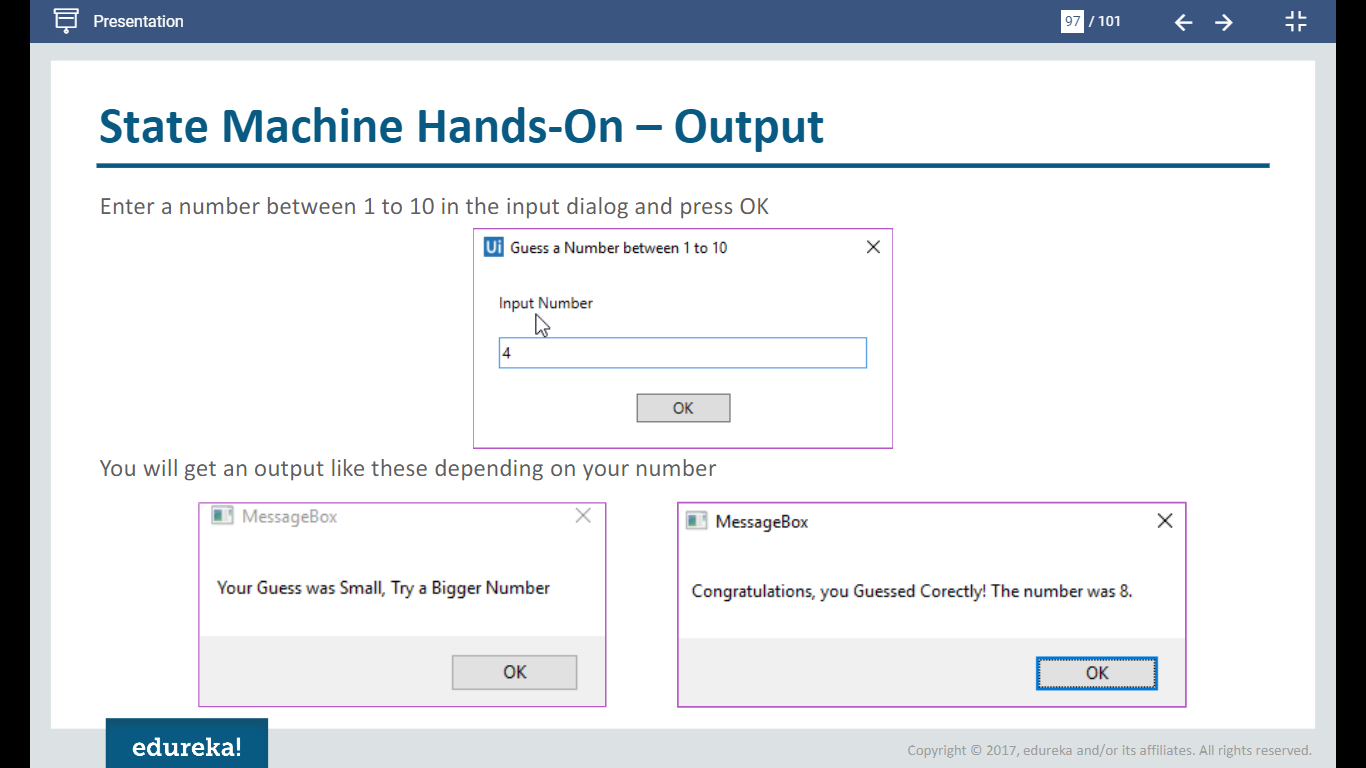 Presentation
97 / 101
State Machine Hands-On – Output
Enter a number between 1 to 10 in the input dialog and press OK
Ui Guess a Number between 1 to 10
Input Number
4
OK
You will get an output like these depending on your number
MessageBox
Your Guess was Small, Try a Bigger Number
OK
MessageBox
Congratulations, you Guessed Corectly! The number was 8.
OK
edureka!
Copyright © 2017, edureka and/or its affiliates. All rights reserved.